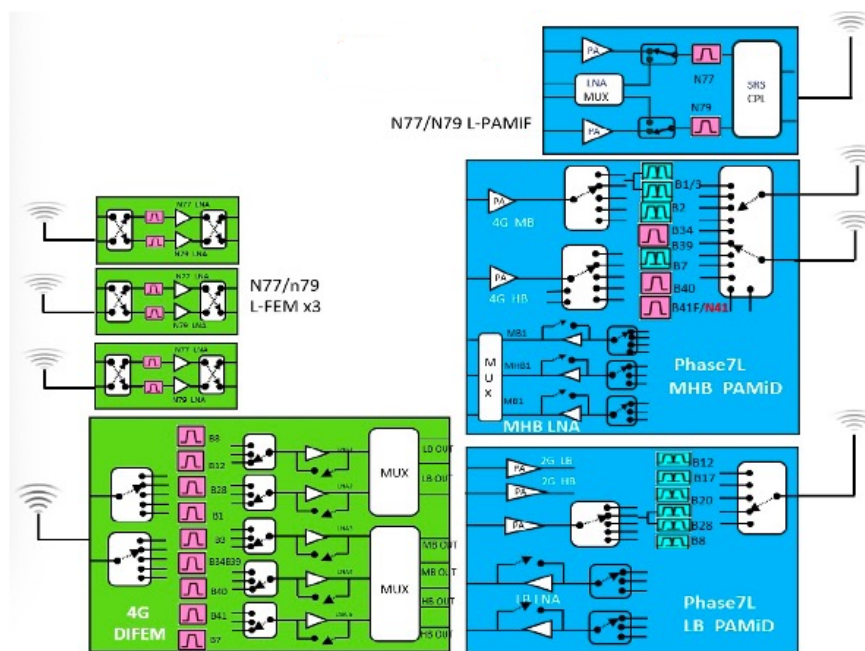 PA
LNA
MUX
PA
N77
N79
SRS
CPL
N77/N79 L-PAMIF
N77 LNA
N79 LNA
N77 LNA
N79 LNA
N77 LNA
N79 LNA
N77/n79
L-FEM x3
PA
4G MB
PA
4G HB
B1/3
B2
B34
B39
B7
B40
B41F/N41
MUX
MB1
MHB1
MB1
MHB LNA
Phase7L
MHB PAMiD
B8
B12
B28
B1
B3
B34B39
B40
B41
B7
LNA2
LNA3
LNA4
MUX
MUX
LB OUT
MB OUT
MB OUT
HB OUT
HB OUT
4G
DIFEM
PA
2G LB
PA
2G HB
PA
B12
B17
B20
B28
B8
LB LNA
Phase7L
LB PAMiD